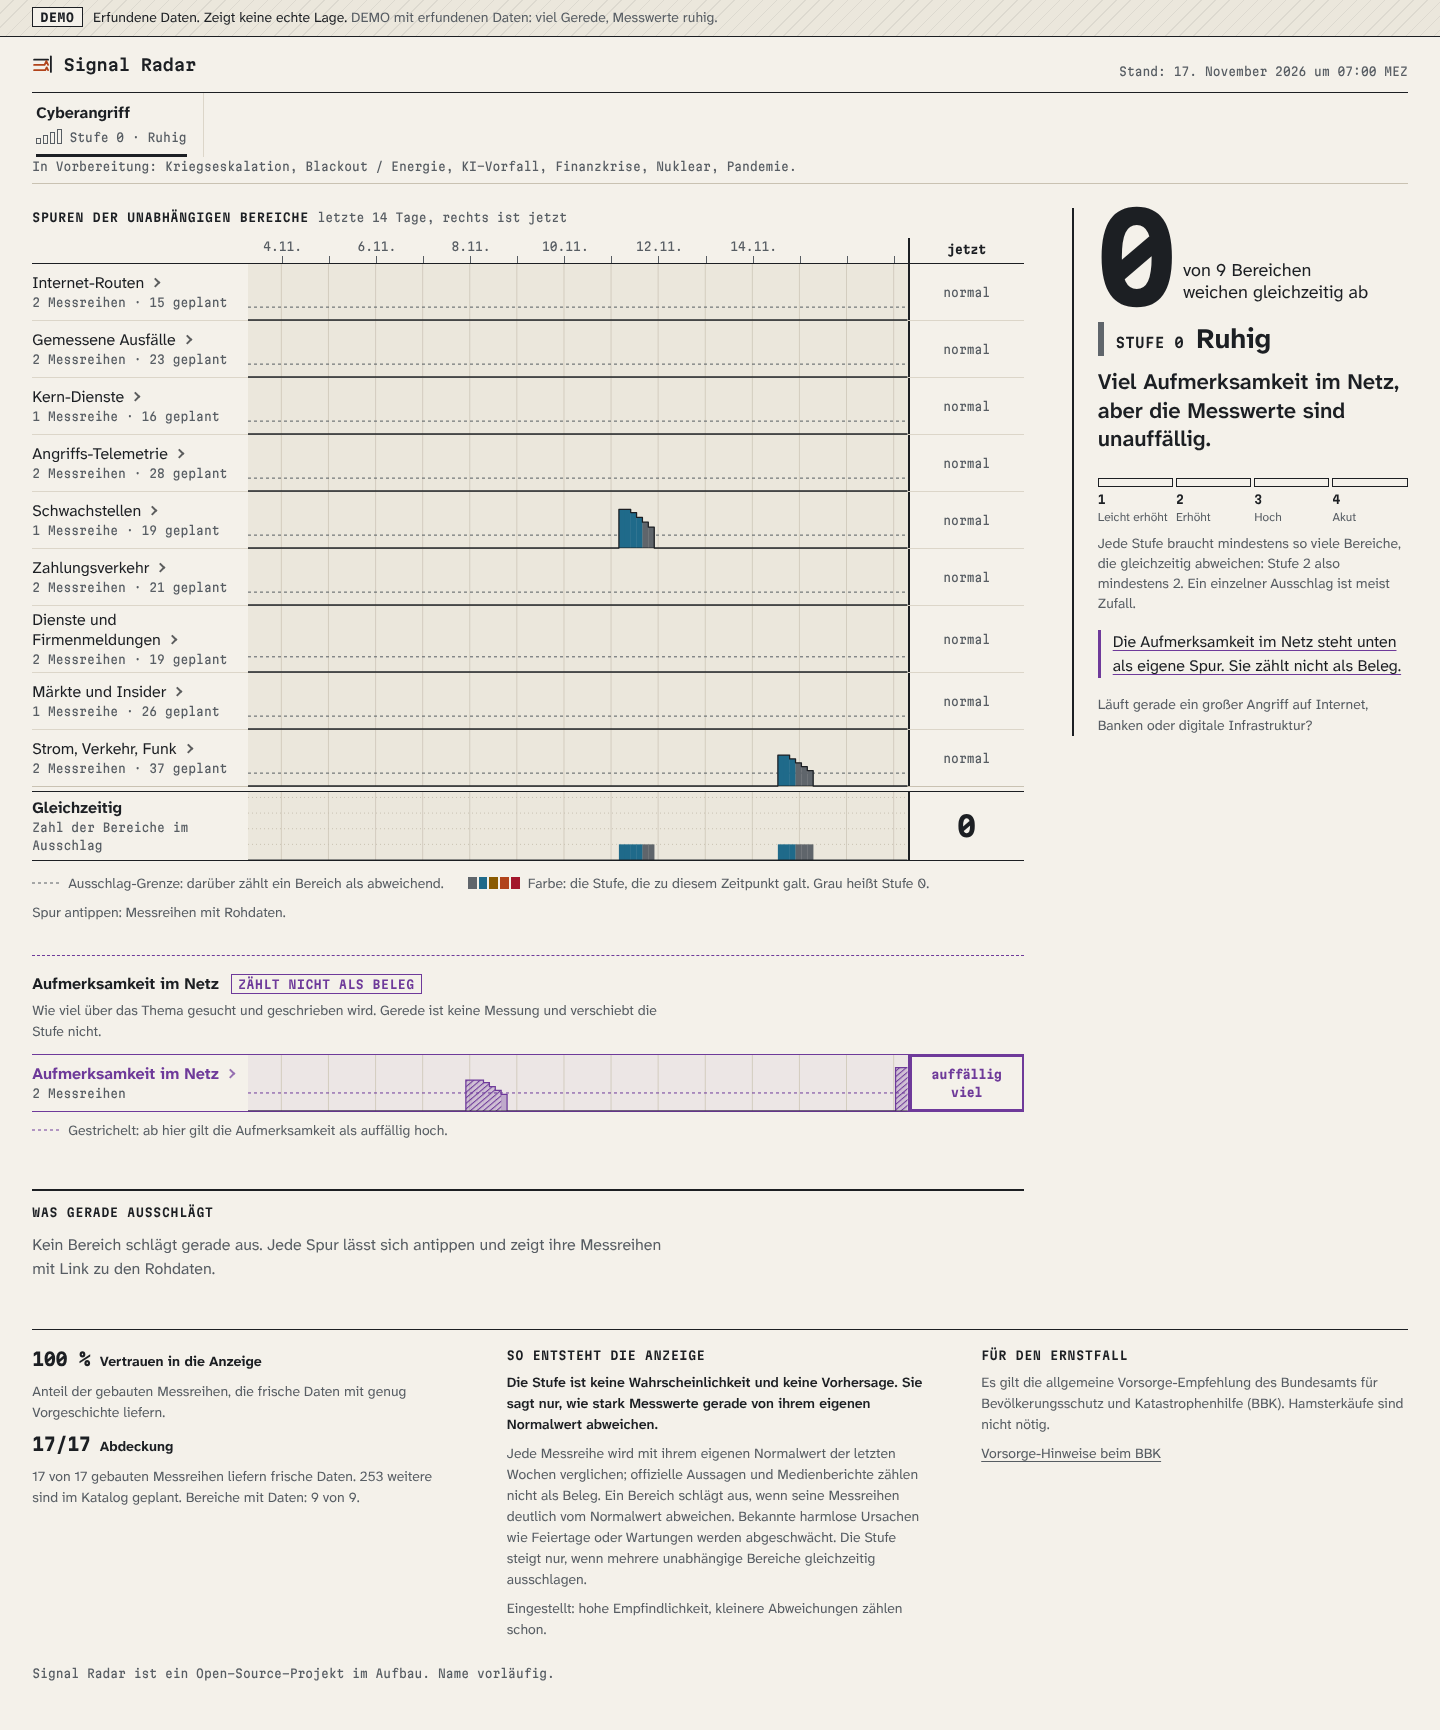 DEMO Erfundene Daten. Zeigt keine echte Lage. DEMO mit erfundenen Daten: viel Gerede, Messwerte ruhig.
Signal Radar
Stand: 17. November 2026 um 07:00 MEZ
Cyberangriff
Stufe 0 · Ruhig
In Vorbereitung: Kriegseskalation, Blackout / Energie, KI-Vorfall, Finanzkrise, Nuklear, Pandemie.
SPUREN DER UNABHÄNGIGEN BEREICHE letzte 14 Tage, rechts ist jetzt
4.11. 6.11. 8.11. 10.11. 12.11. 14.11. jetzt
Internet-Routen
2 Messreihen · 15 geplant
normal
Gemessene Ausfälle
2 Messreihen · 23 geplant
normal
Kern-Dienste
1 Messreihe · 16 geplant
normal
Angriffs-Telemetrie
2 Messreihen · 28 geplant
normal
Schwachstellen
1 Messreihe · 19 geplant
normal
Zahlungsverkehr
2 Messreihen · 21 geplant
normal
Dienste und
Firmenmeldungen
2 Messreihen · 19 geplant
normal
Märkte und Insider
1 Messreihe · 26 geplant
normal
Strom, Verkehr, Funk
2 Messreihen · 37 geplant
normal
Gleichzeitig
Zahl der Bereiche im
Ausschlag
0
Ausschlag-Grenze: darüber zählt ein Bereich als abweichend.
Farbe: die Stufe, die zu diesem Zeitpunkt galt. Grau heißt Stufe 0.
Spur antippen: Messreihen mit Rohdaten.
0
von 9 Bereichen
weichen gleichzeitig ab
STUFE 0 Ruhig
Viel Aufmerksamkeit im Netz,
aber die Messwerte sind
unauffällig.
1 2 3 4
Leicht erhöht Erhöht Hoch Akut
Jede Stufe braucht mindestens so viele Bereiche,
die gleichzeitig abweichen: Stufe 2 also
mindestens 2. Ein einzelner Ausschlag ist meist
Zufall.
Die Aufmerksamkeit im Netz steht unten
als eigene Spur. Sie zählt nicht als Beleg.
Läuft gerade ein großer Angriff auf Internet,
Banken oder digitale Infrastruktur?
Aufmerksamkeit im Netz ZÄHLT NICHT ALS BELEG
Wie viel über das Thema gesucht und geschrieben wird. Gerede ist keine Messung und verschiebt die
Stufe nicht.
Aufmerksamkeit im Netz
2 Messreihen
auffällig
viel
Gestrichelt: ab hier gilt die Aufmerksamkeit als auffällig hoch.
WAS GERADE AUSSCHLÄGT
Kein Bereich schlägt gerade aus. Jede Spur lässt sich antippen und zeigt ihre Messreihen
mit Link zu den Rohdaten.
100 % Vertrauen in die Anzeige
Anteil der gebauten Messreihen, die frische Daten mit genug
Vorgeschichte liefern.
17/17 Abdeckung
17 von 17 gebauten Messreihen liefern frische Daten. 253 weitere
sind im Katalog geplant. Bereiche mit Daten: 9 von 9.
SO ENTSTEHT DIE ANZEIGE
Die Stufe ist keine Wahrscheinlichkeit und keine Vorhersage. Sie
sagt nur, wie stark Messwerte gerade von ihrem eigenen
Normalwert abweichen.
Jede Messreihe wird mit ihrem eigenen Normalwert der letzten
Wochen verglichen; offizielle Aussagen und Medienberichte zählen
nicht als Beleg. Ein Bereich schlägt aus, wenn seine Messreihen
deutlich vom Normalwert abweichen. Bekannte harmlose Ursachen
wie Feiertage oder Wartungen werden abgeschwächt. Die Stufe
steigt nur, wenn mehrere unabhängige Bereiche gleichzeitig
ausschlagen.
Eingestellt: hohe Empfindlichkeit, kleinere Abweichungen zählen
schon.
FÜR DEN ERNSTFALL
Es gilt die allgemeine Vorsorge-Empfehlung des Bundesamts für
Bevölkerungsschutz und Katastrophenhilfe (BBK). Hamsterkäufe sind
nicht nötig.
Vorsorge-Hinweise beim BBK
Signal Radar ist ein Open-Source-Projekt im Aufbau. Name vorläufig.